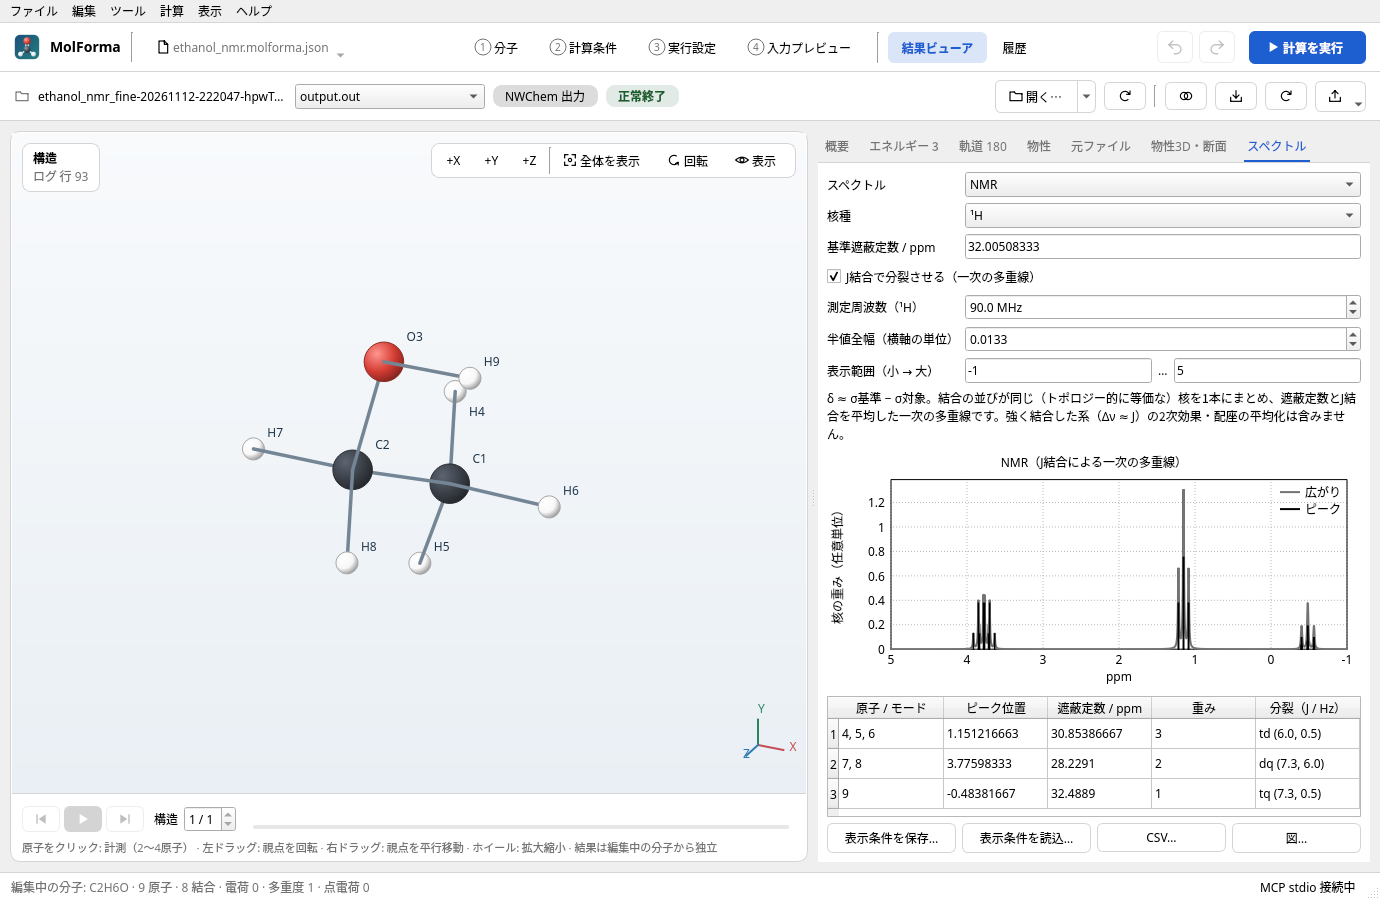 ファイル 編集 ツール 計算 表示 ヘルプ
MolForma ethanol_nmr.molforma.json 1 分子 2 計算条件 3 実行設定 4 入力プレビュー 結果ビューア 履歴 計算を実行
ethanol_nmr_fine-20261112-222047-hpwT... output.out NWChem 出力 正常終了 開く…
構造
ログ 行 93
+X +Y +Z 全体を表示 回転 表示
O3
H9
H4
H7
C2
C1
H6
H8
H5
Y
X
Z
構造 1 / 1
原子をクリック: 計測（2〜4原子） · 左ドラッグ: 視点を回転 · 右ドラッグ: 視点を平行移動 · ホイール: 拡大縮小 · 結果は編集中の分子から独立
概要 エネルギー 3 軌道 180 物性 元ファイル 物性3D・断面 スペクトル
スペクトル NMR
核種 ¹H
基準遮蔽定数 / ppm 32.00508333
J結合で分裂させる（一次の多重線）
測定周波数（¹H） 90.0 MHz
半値全幅（横軸の単位） 0.0133
表示範囲（小 → 大） -1 ... 5
δ ≈ σ基準 − σ対象。結合の並びが同じ（トポロジー的に等価な）核を1本にまとめ、遮蔽定数とJ結
合を平均した一次の多重線です。強く結合した系（Δν ≈ J）の2次効果・配座の平均化は含みませ
ん。
NMR（J結合による一次の多重線）
核の重み（任意単位）
1.2
1
0.8
0.6
0.4
0.2
0
広がり
ピーク
5 4 3 2 1 0 -1
ppm
原子 / モード ピーク位置 遮蔽定数 / ppm 重み 分裂（J / Hz）
1 4, 5, 6 1.151216663 30.85386667 3 td (6.0, 0.5)
2 7, 8 3.77598333 28.2291 2 dq (7.3, 6.0)
3 9 -0.48381667 32.4889 1 tq (7.3, 0.5)
表示条件を保存... 表示条件を読込... CSV... 図...
編集中の分子: C2H6O · 9 原子 · 8 結合 · 電荷 0 · 多重度 1 · 点電荷 0
MCP stdio 接続中